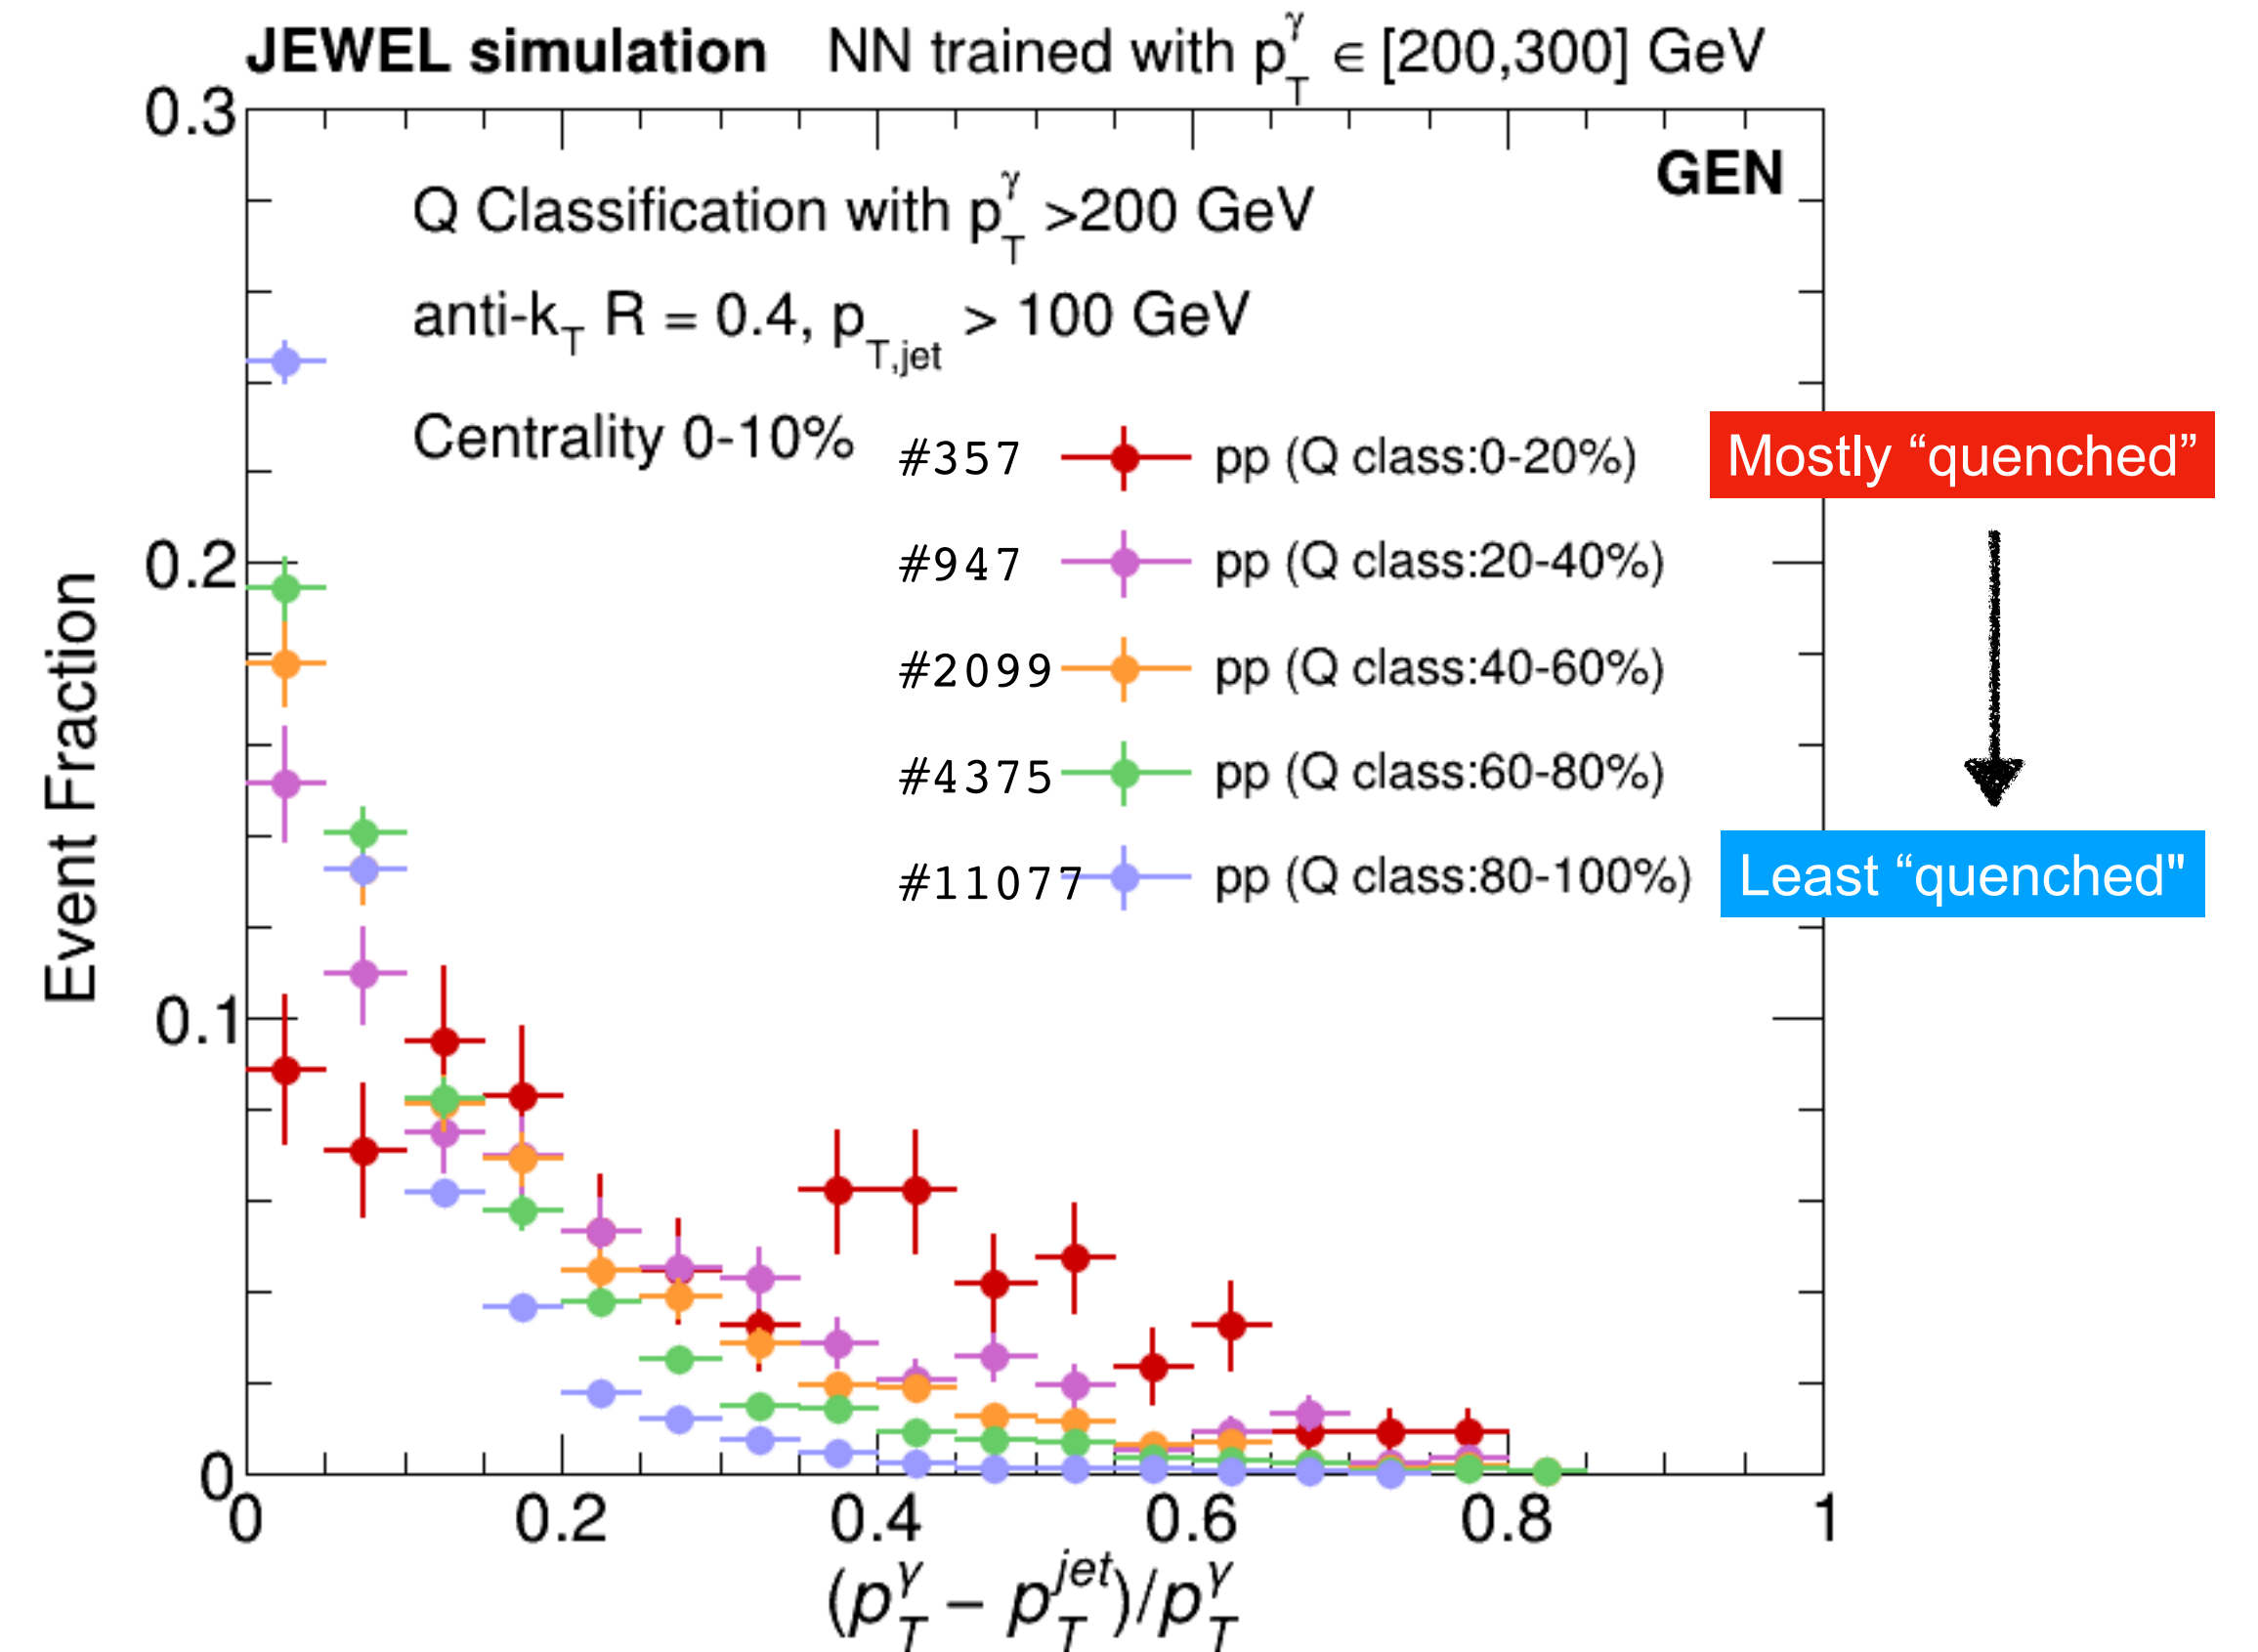 JEWEL simulation NN trained with p_T^γ ∈ [200,300] GeV
GEN
Q Classification with p_T^γ >200 GeV
anti-k_T R = 0.4, p_T,jet > 100 GeV
Centrality 0-10%
#357 pp (Q class:0-20%) Mostly “quenched”
#947 pp (Q class:20-40%)
#2099 pp (Q class:40-60%)
#4375 pp (Q class:60-80%)
#11077 pp (Q class:80-100%) Least “quenched"
Event Fraction
0.3
0.2
0.1
0
0 0.2 0.4 0.6 0.8 1
(p_T^γ – p_T^jet)/p_T^γ